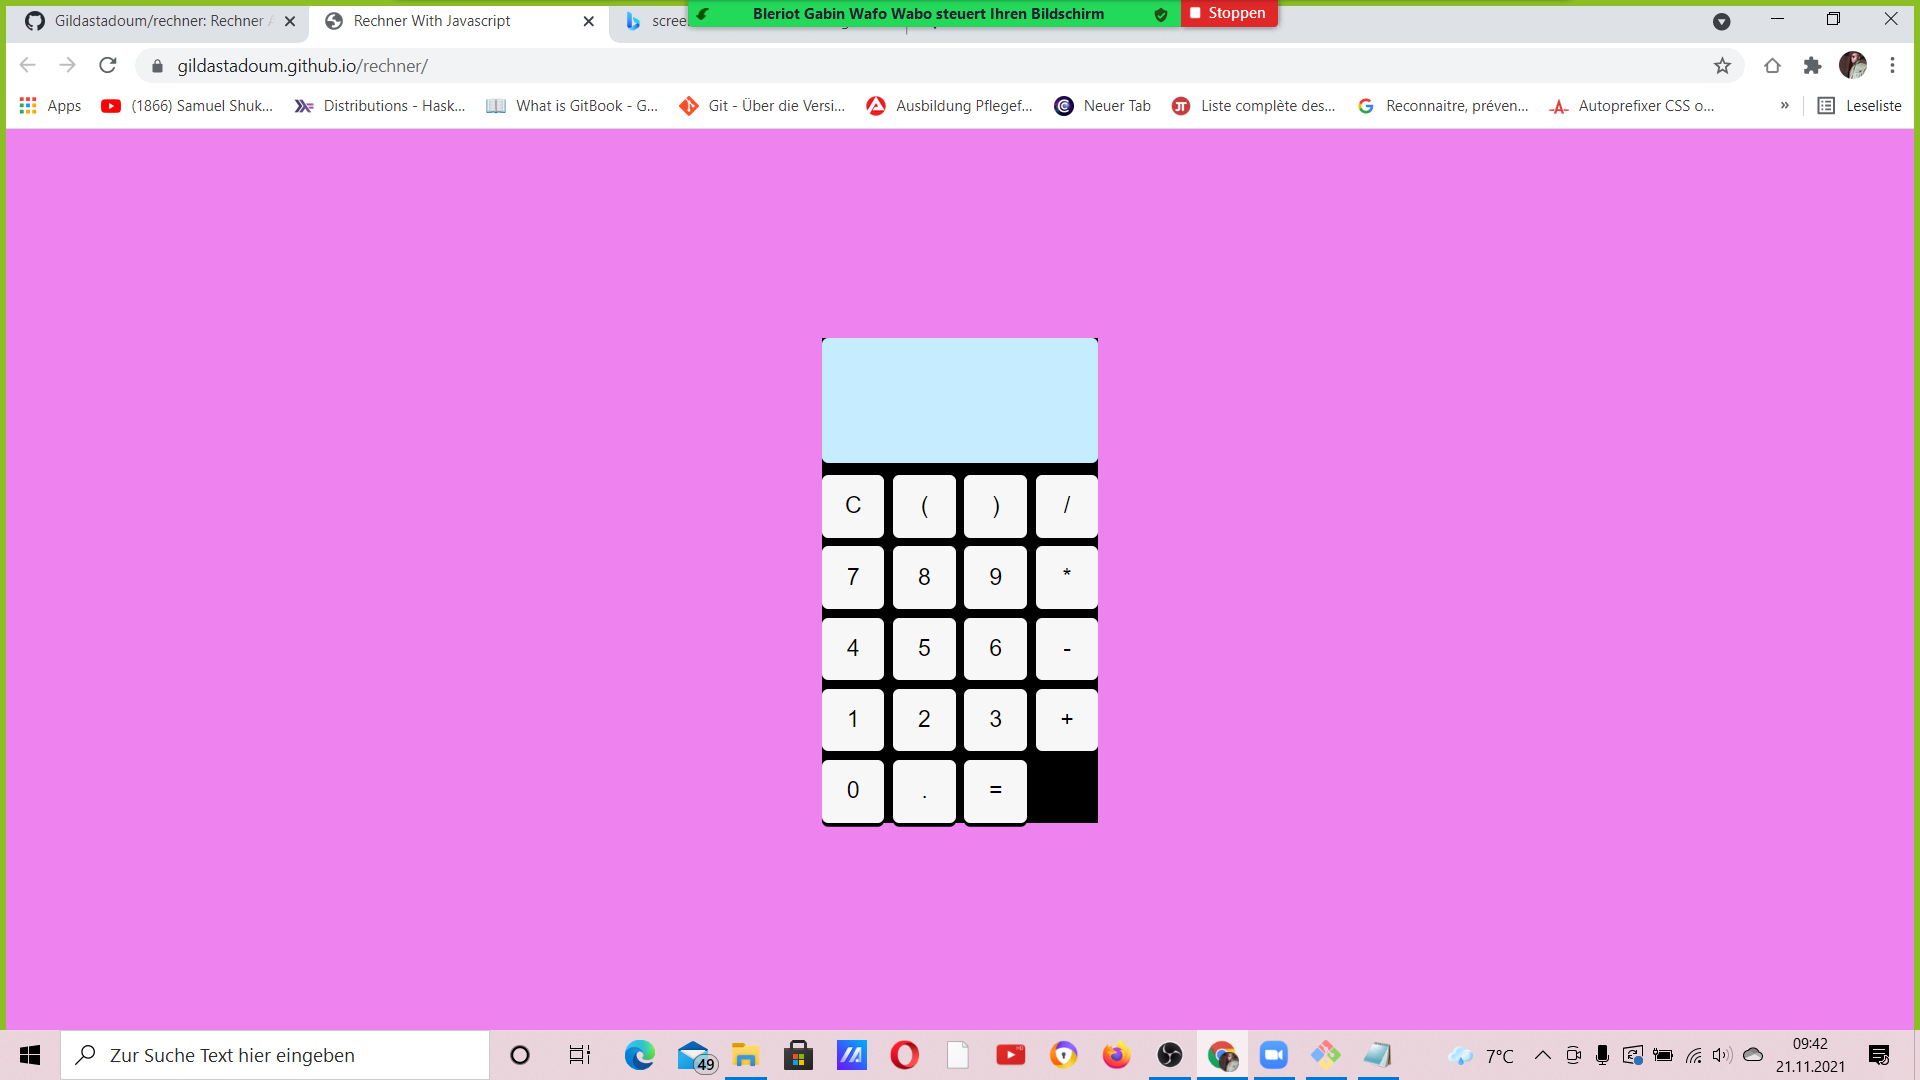 Gildastadoum/rechner: Rechner
Rechner With Javascript
Bleriot Gabin Wafo Wabo steuert Ihren Bildschirm
Stoppen
gildastadoum.github.io/rechner/
Apps
(1866) Samuel Shuk...
Distributions - Hask...
What is GitBook - G...
Git - Über die Versi...
Ausbildung Pflegef...
Neuer Tab
Liste complète des...
Reconnaitre, préven...
Autoprefixer CSS o...
»
Leseliste
C ( ) /
7 8 9 *
4 5 6 -
1 2 3 +
0 . =
Zur Suche Text hier eingeben
49
7°C
09:42
21.11.2021